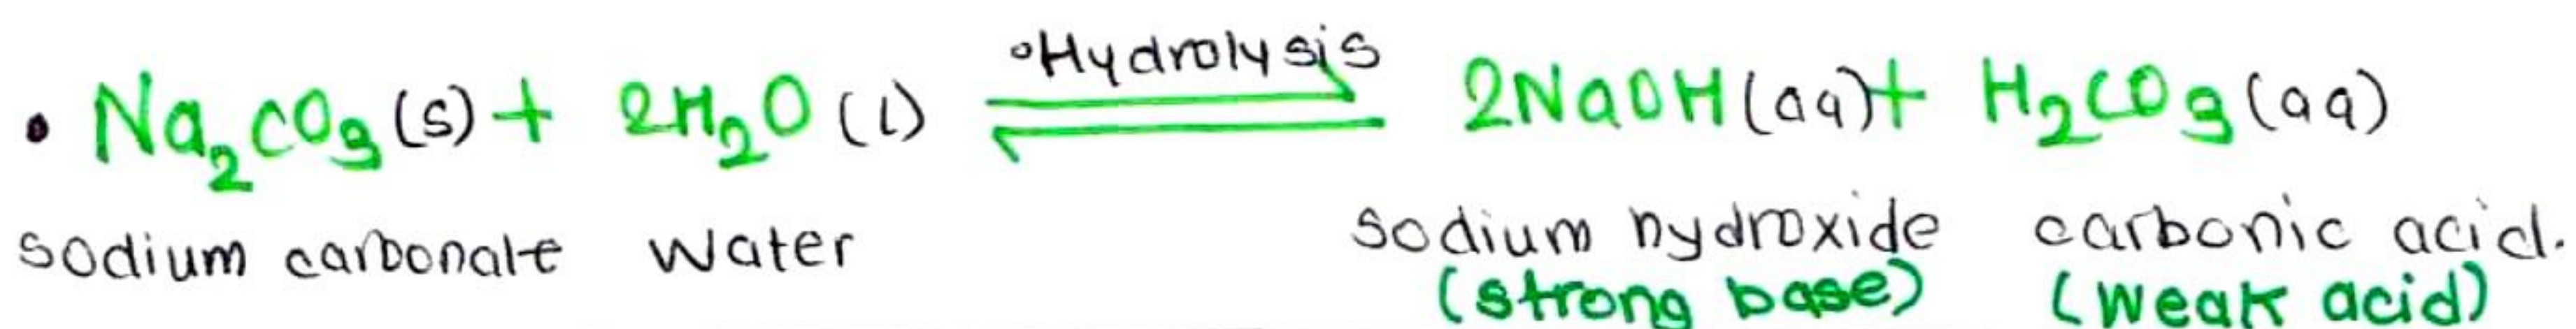 °Hydrolysis
• Na₂CO₃(s) + 2H₂O (l) ⇌ 2NaOH(aq) + H₂CO₃(aq)
sodium carbonate water sodium hydroxide carbonic acid.
(strong base) (weak acid)